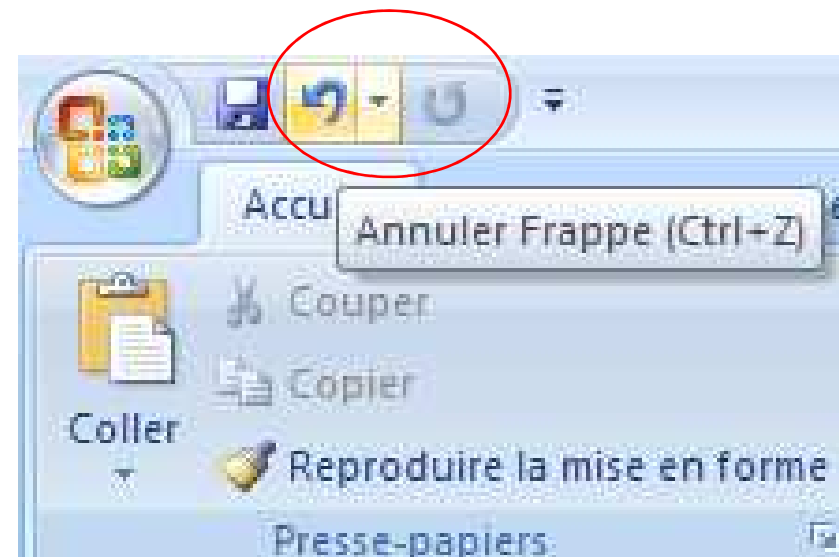 Accu
Annuler Frappe (Ctrl+Z)
Couper
Copier
Coller
Reproduire la mise en forme
Presse-papiers